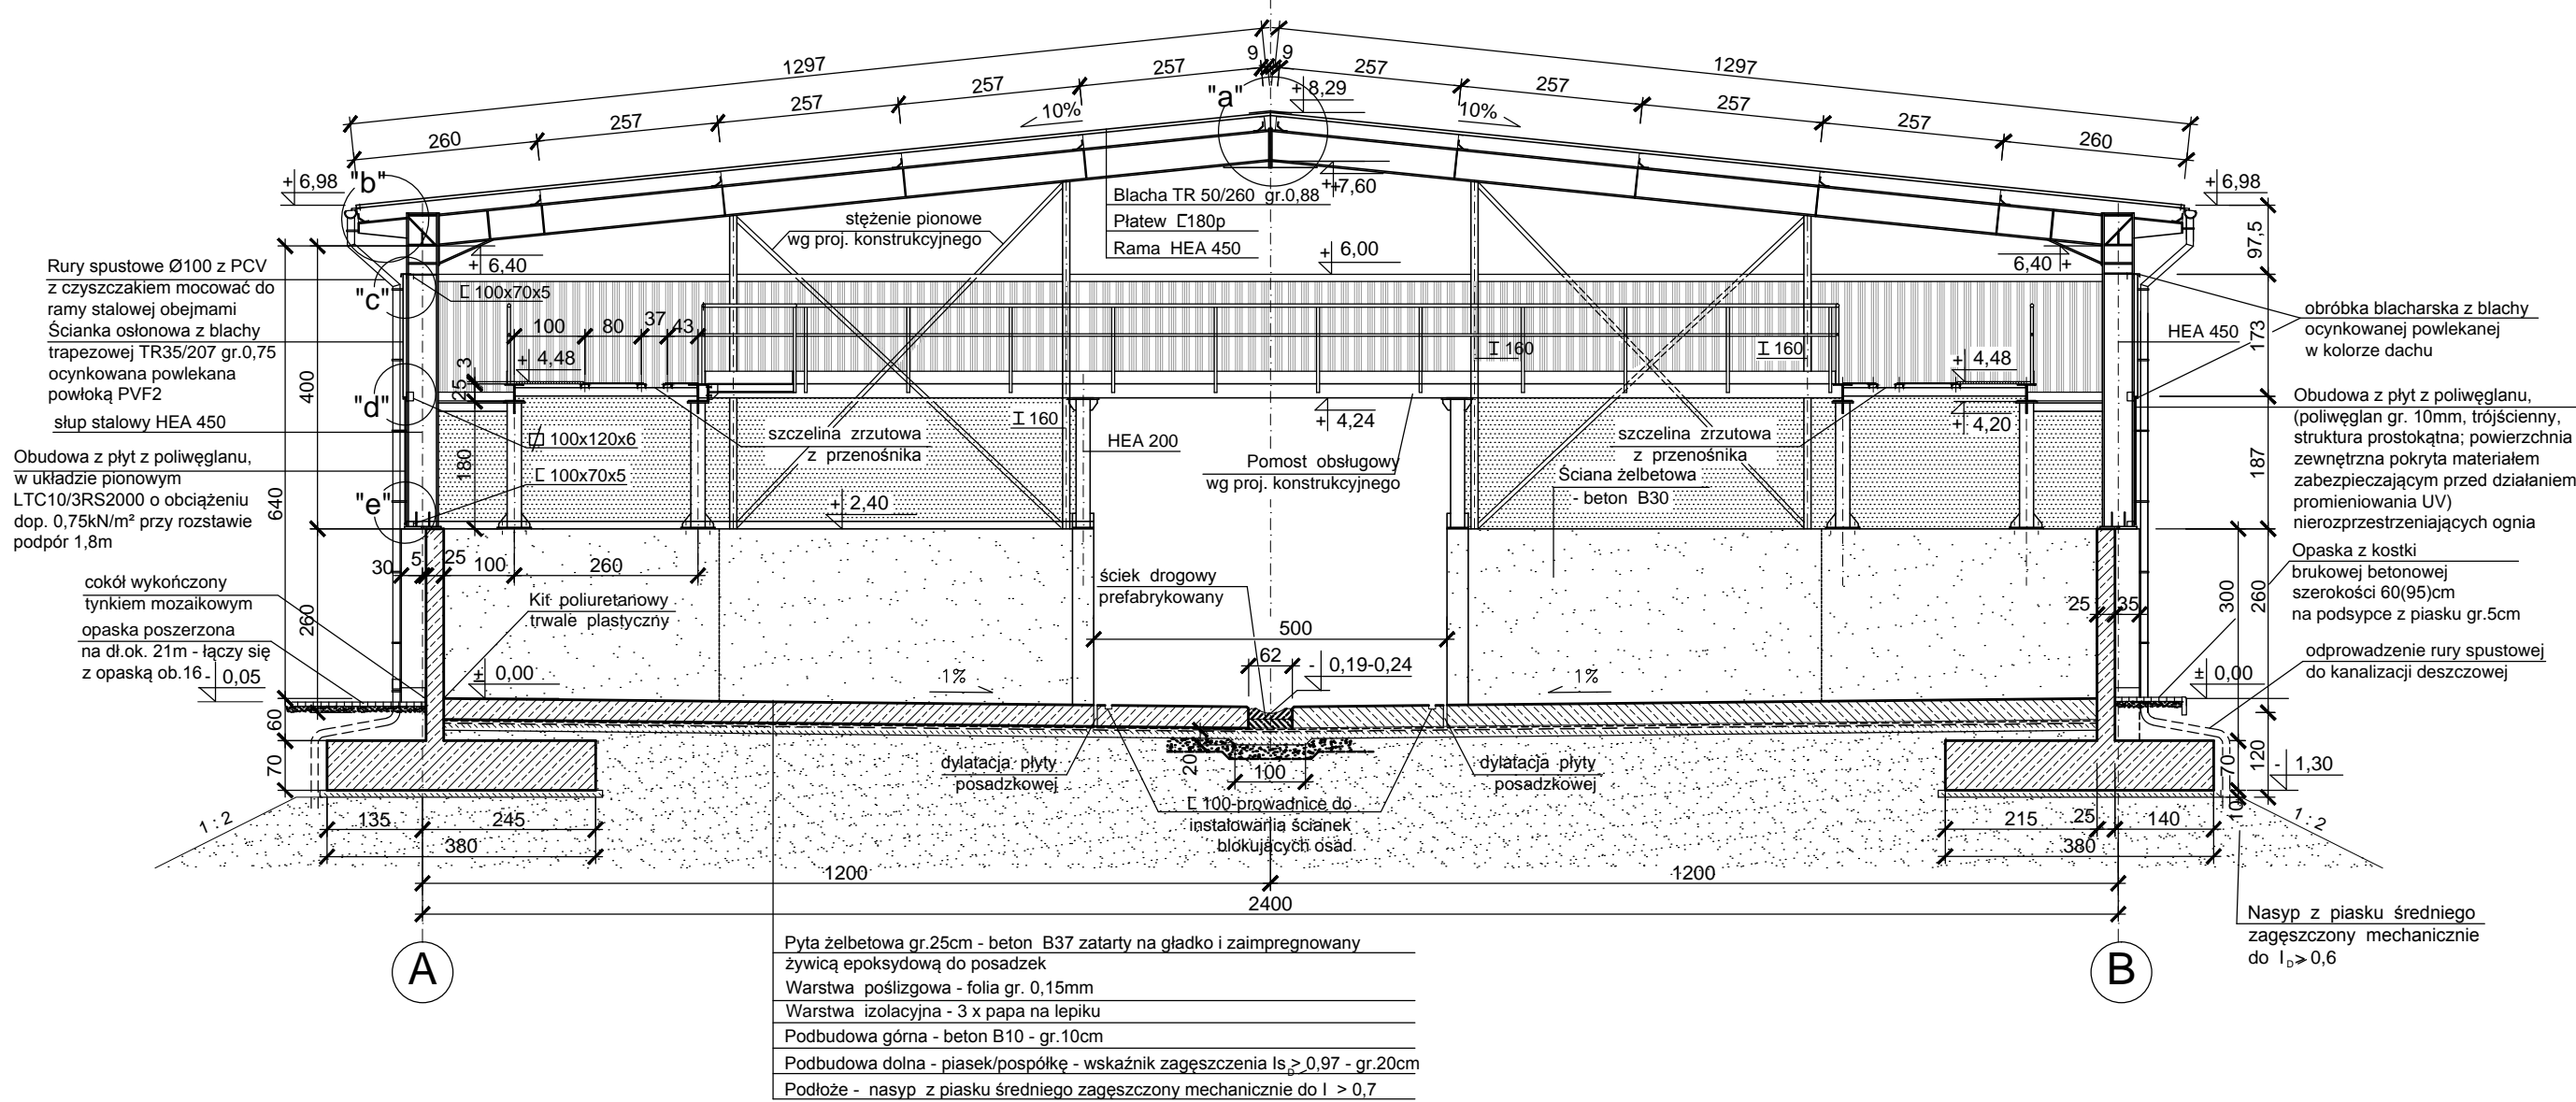 1297
9
9
1297
257
257
257
257
257
257
257
257
260
260
"a"
+ 8,29
10%
10%
+ 6,98
"b"
+ 6,98
+ 7,60
Blacha TR 50/260 gr.0,88
Płatew [180p
Rama HEA 450
stężenie pionowe
wg proj. konstrukcyjnego
+ 6,40
+ 6,00
6,40 +
97,5
Rury spustowe Ø100 z PCV
z czyszczakiem mocować do
ramy stalowej obejmami
Ścianka osłonowa z blachy
trapezowej TR35/207 gr.0,75
ocynkowana powlekana
powłoką PVF2
słup stalowy HEA 450
Obudowa z płyt z poliwęglanu,
w układzie pionowym
LTC10/3RS2000 o obciążeniu
dop. 0,75kN/m² przy rozstawie
podpór 1,8m
"c"
[ 100x70x5
100
80
37
43
+ 4,48
3
25
"d"
400
640
100x120x6
180
[ 100x70x5
"e"
I 160
I 160
I 160
HEA 200
+ 4,24
+ 4,48
+ 4,20
szczelina zrzutowa
z przenośnika
Pomost obsługowy
wg proj. konstrukcyjnego
szczelina zrzutowa
z przenośnika
Ściana żelbetowa
- beton B30
+ 2,40
HEA 450
173
187
obróbka blacharska z blachy
ocynkowanej powlekanej
w kolorze dachu
Obudowa z płyt z poliwęglanu,
(poliwęglan gr. 10mm, trójścienny,
struktura prostokątna; powierzchnia
zewnętrzna pokryta materiałem
zabezpieczającym przed działaniem
promieniowania UV)
nierozprzestrzeniających ognia
Opaska z kostki
brukowej betonowej
szerokości 60(95)cm
na podsypce z piasku gr.5cm
odprowadzenie rury spustowej
do kanalizacji deszczowej
30
5
25
100
260
cokół wykończony
tynkiem mozaikowym
opaska poszerzona
na dł.ok. 21m - łączy się
z opaską ob.16
- 0,05
260
Kit poliuretanowy
trwale plastyczny
± 0,00
ściek drogowy
prefabrykowany
500
62
- 0,19-0,24
1%
1%
25
35
300
260
± 0,00
60
70
dylatacja płyty
posadzkowej
20
100
dylatacja płyty
posadzkowej
[ 100-prowadnice do
instalowania ścianek
blokujących osad
70
10
120
- 1,30
1:2
135
245
380
215
25
140
380
1:2
1200
1200
2400
A
B
Nasyp z piasku średniego
zagęszczony mechanicznie
do I D > 0,6
Pyta żelbetowa gr.25cm - beton B37 zatarty na gładko i zaimpregnowany
żywicą epoksydową do posadzek
Warstwa poślizgowa - folia gr. 0,15mm
Warstwa izolacyjna - 3 x papa na lepiku
Podbudowa górna - beton B10 - gr.10cm
Podbudowa dolna - piasek/pospółkę - wskaźnik zagęszczenia Is > 0,97 - gr.20cm
Podłoże - nasyp z piasku średniego zagęszczony mechanicznie do I D > 0,7